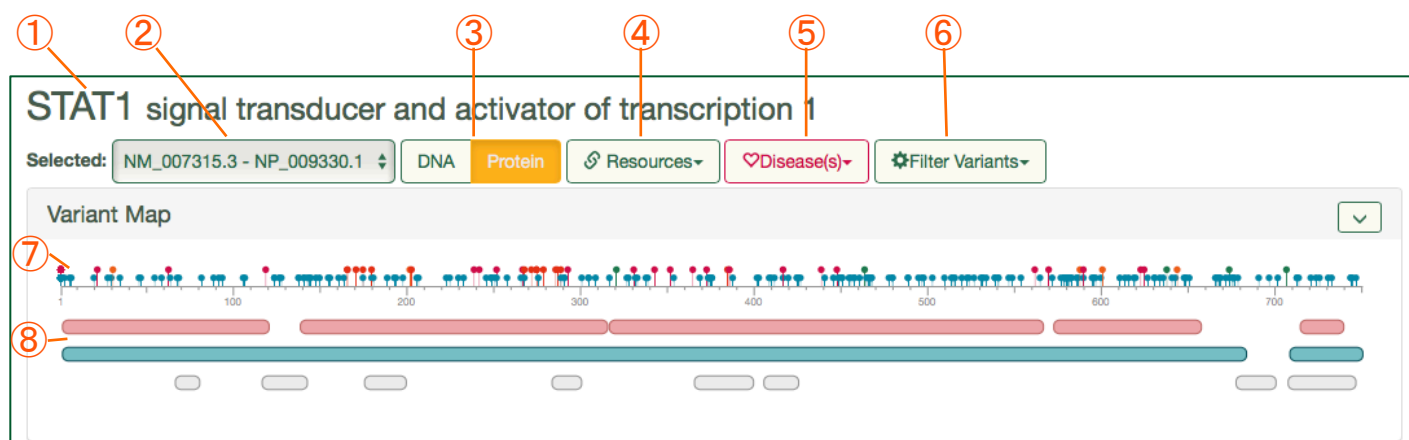 ① ② ③ ④ ⑤ ⑥
STAT1 signal transducer and activator of transcription 1
Selected: NM_007315.3 - NP_009330.1 DNA Protein Resources Disease(s) Filter Variants
Variant Map
⑦
1 100 200 300 400 500 600 700
⑧